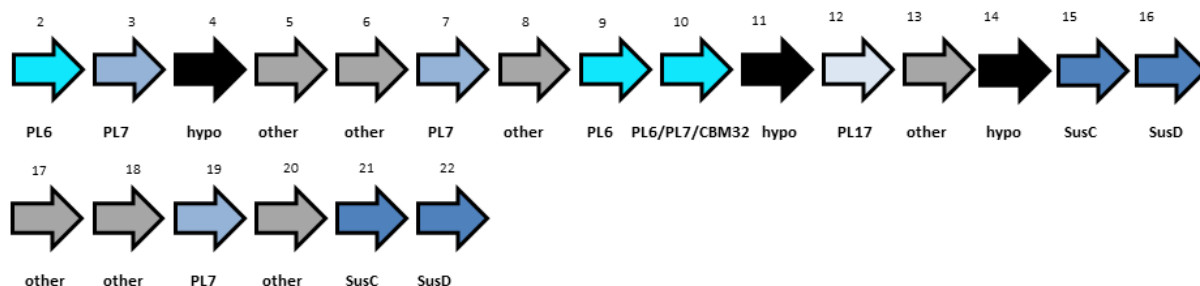 2 3 4 5 6 7 8 9 10 11 12 13 14 15 16
PL6 PL7 hypo other other PL7 other PL6 PL6/PL7/CBM32 hypo PL17 other hypo SusC SusD
17 18 19 20 21 22
other other PL7 other SusC SusD